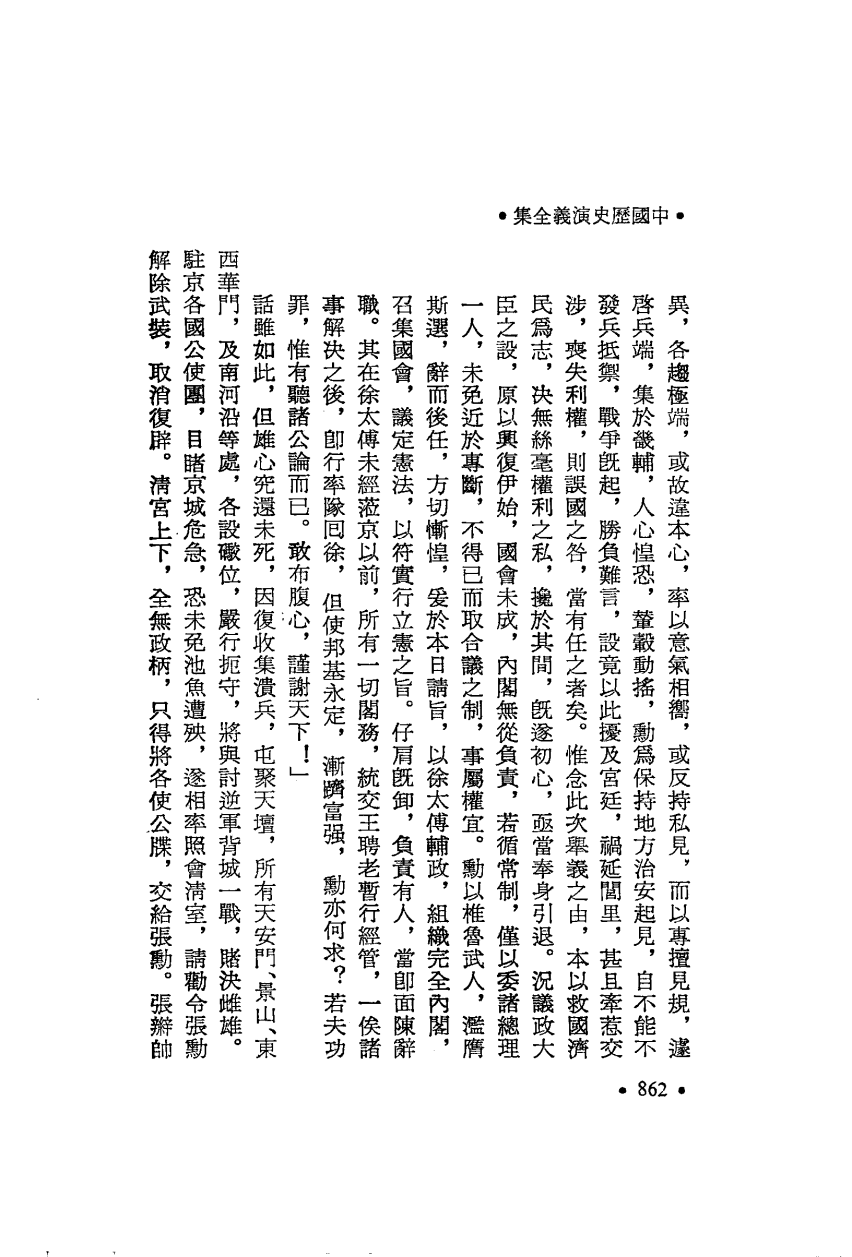 •中國歷史演義全集•
異，各趨極端，或故違本心，率以意氣相嚮，或反持私見，而以專擅見規，遽
啓兵端，集於畿輔，人心惶恐，輦轂動搖，勳爲保持地方治安起見，自不能不
發兵抵禦，戰爭旣起，勝負難言，設竟以此擾及宮廷，禍延閭里，甚且牽惹交
涉，喪失利權，則誤國之咎，當有任之者矣。惟念此次舉義之由，本以救國濟
民爲志，决無絲毫權利之私，攙於其間，旣遂初心，亟當奉身引退。況議政大
臣之設，原以興復伊始，國會未成，內閣無從負責，若循常制，僅以委諸總理
一人，未免近於專斷，不得已而取合議之制，事屬權宜。勳以椎魯武人，濫膺
斯選，辭而後任，方切慚惶，爰於本日請旨，以徐太傅輔政，組織完全內閣，
召集國會，議定憲法，以符實行立憲之旨。仔肩旣卸，負責有人，當卽面陳辭
職。其在徐太傅未經蒞京以前，所有一切閣務，統交王聘老暫行經管，一俟諸
事解決之後，卽行率隊囘徐，但使邦基永定，漸躋富强，勳亦何求？若夫功
罪，惟有聽諸公論而已。敢布腹心，謹謝天下！」
話雖如此，但雄心究還未死，因復收集潰兵，屯聚天壇，所有天安門、景山、東
西華門，及南河沿等處，各設礮位，嚴行扼守，將與討逆軍背城一戰，賭決雌雄。
駐京各國公使團，目睹京城危急，恐未免池魚遭殃，遂相率照會淸室，請勸令張勳
解除武裝，取消復辟。淸宮上下，全無政柄，只得將各使公牒，交給張勳。張辮帥
•862•